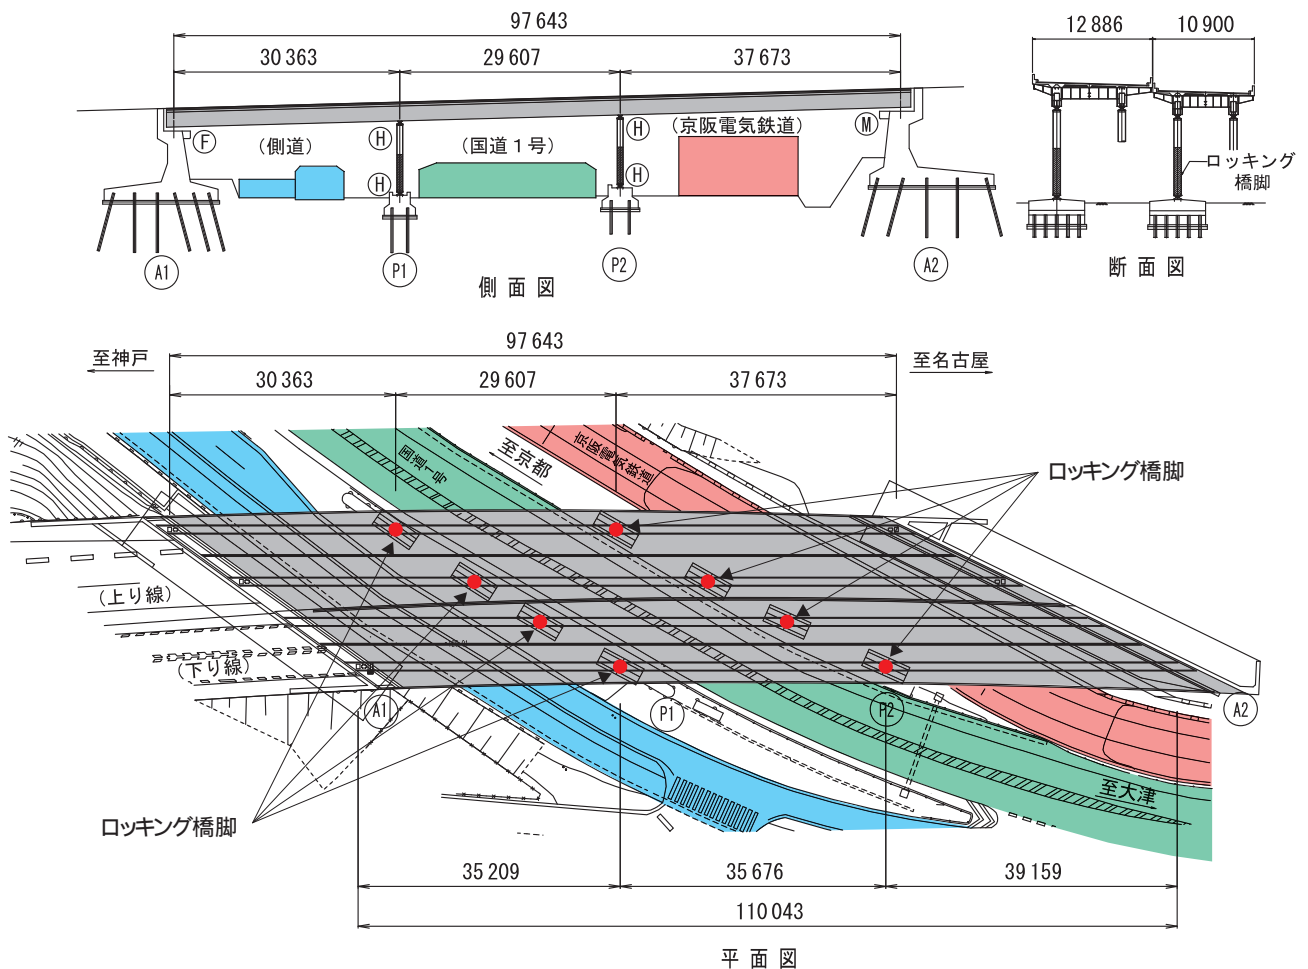 97 643
30 363
29 607
37 673
F
(側道)
H
H
(国道1号)
H
H
(京阪電気鉄道)
M
A1
P1
P2
A2
側面図
12 886
10 900
ロッキング
橋脚
断面図
97 643
至神戸
至名古屋
30 363
29 607
37 673
国道1号
至京都
京阪電気鉄道
ロッキング橋脚
(上り線)
(下り線)
A1
P1
P2
A2
至大津
ロッキング橋脚
35 209
35 676
39 159
110 043
平面図